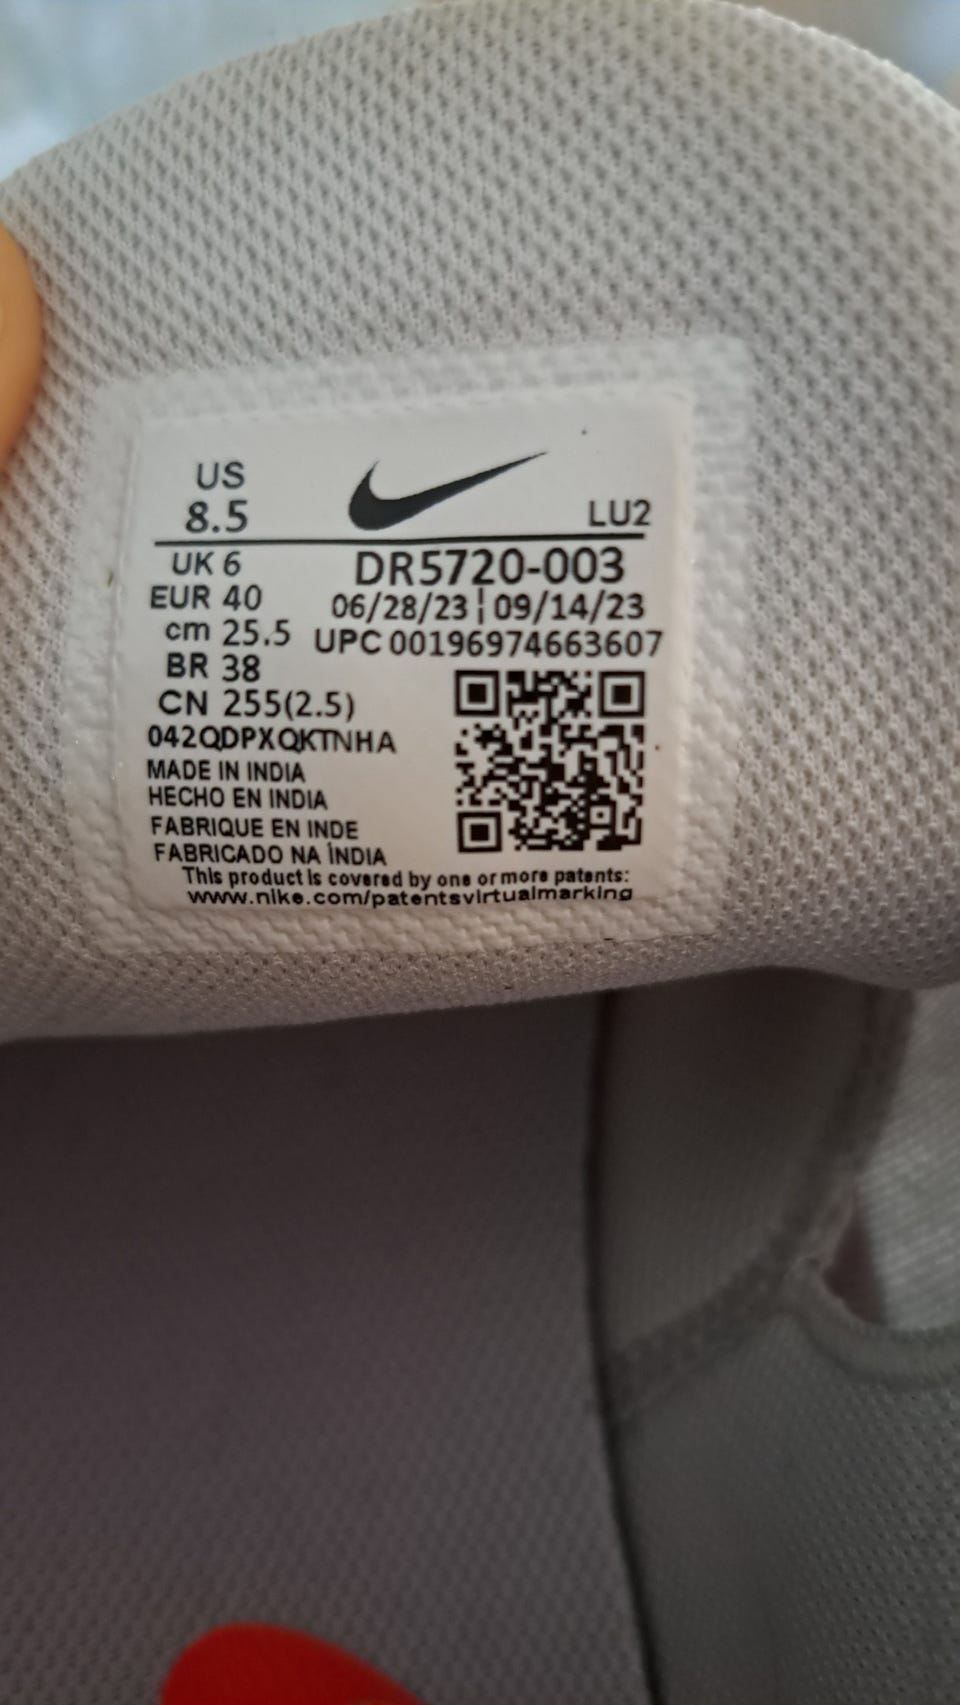 US
8.5
LU2
UK 6
DR5720-003
EUR 40
06/28/23 ¦ 09/14/23
cm 25.5
UPC 00196974663607
BR 38
CN 255(2.5)
042QDPXQKTNHA
MADE IN INDIA
HECHO EN INDIA
FABRIQUE EN INDE
FABRICADO NA ÍNDIA
This product is covered by one or more patents:
www.nike.com/patentsvirtualmarking